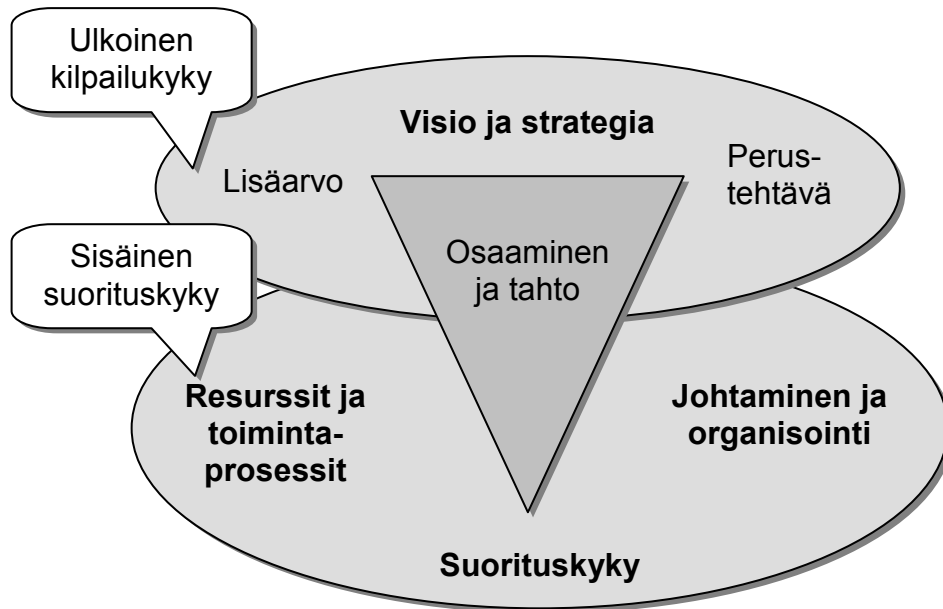 Ulkoinen
kilpailukyky
Visio ja strategia
Lisäarvo
Perus-
tehtävä
Sisäinen
suorituskyky
Osaaminen
ja tahto
Resurssit ja
toiminta-
prosessit
Johtaminen ja
organisointi
Suorituskyky